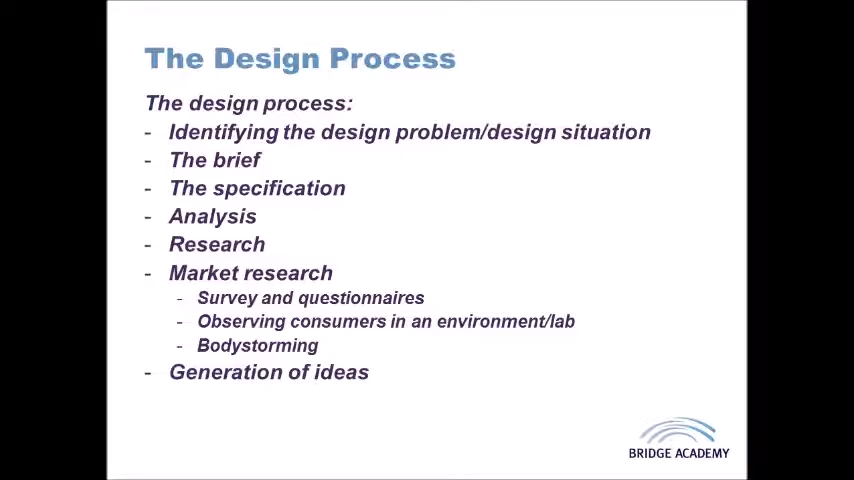 The Design Process
The design process:
- Identifying the design problem/design situation
- The brief
- The specification
- Analysis
- Research
- Market research
- Survey and questionnaires
- Observing consumers in an environment/lab
- Bodystorming
- Generation of ideas
BRIDGE ACADEMY